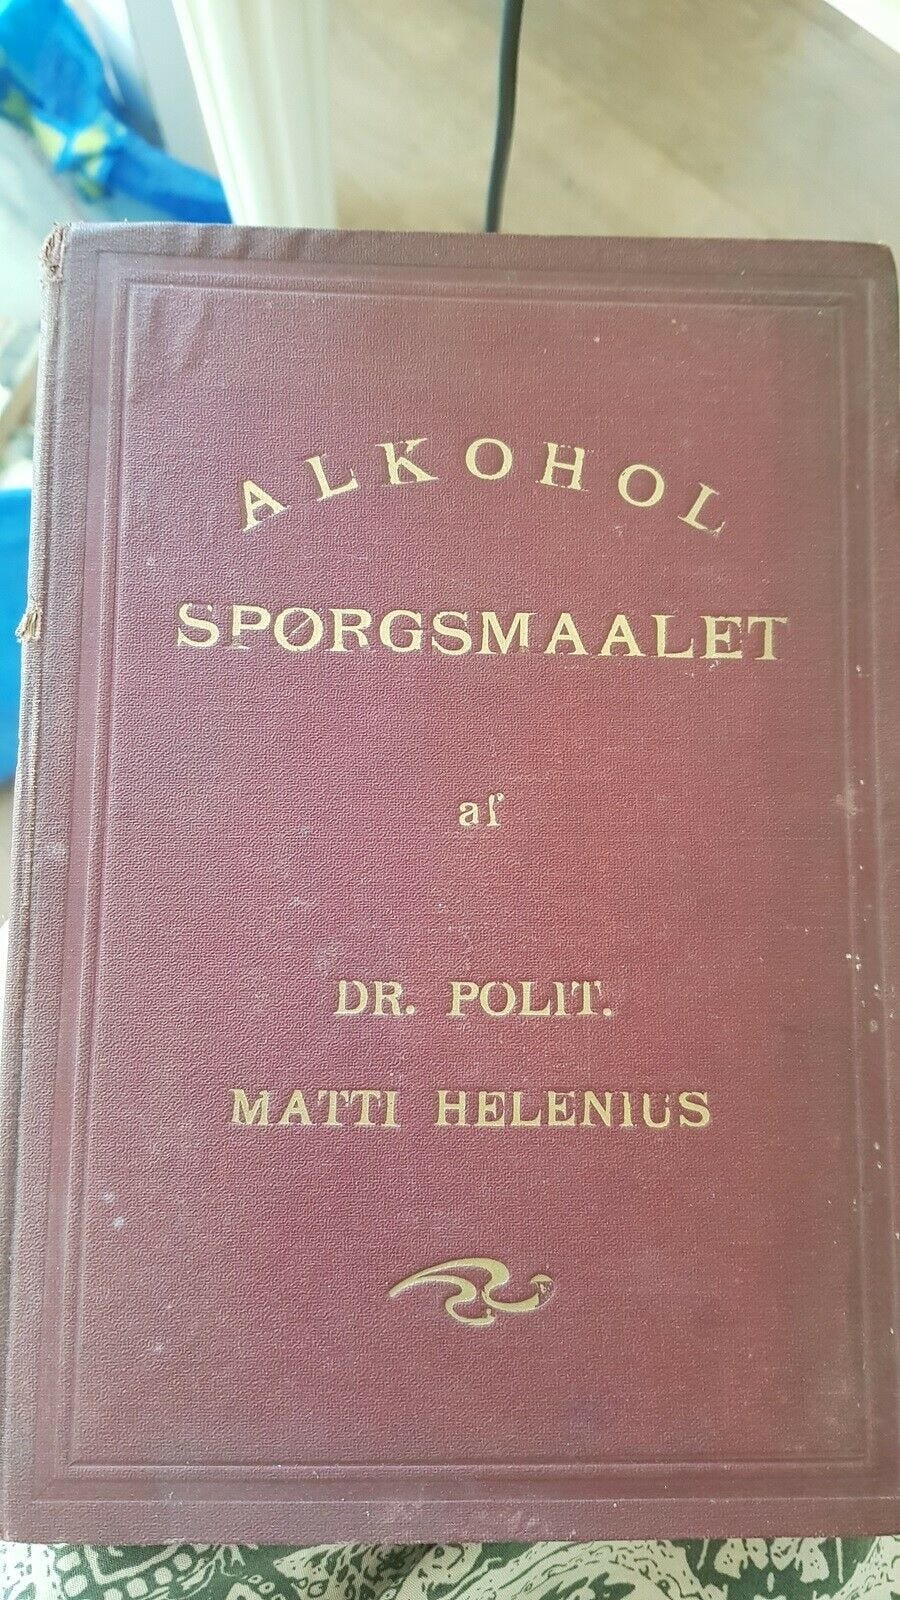 ALKOHOL
SPØRGSMAALET
af
DR. POLIT.
MATTI HELENIUS